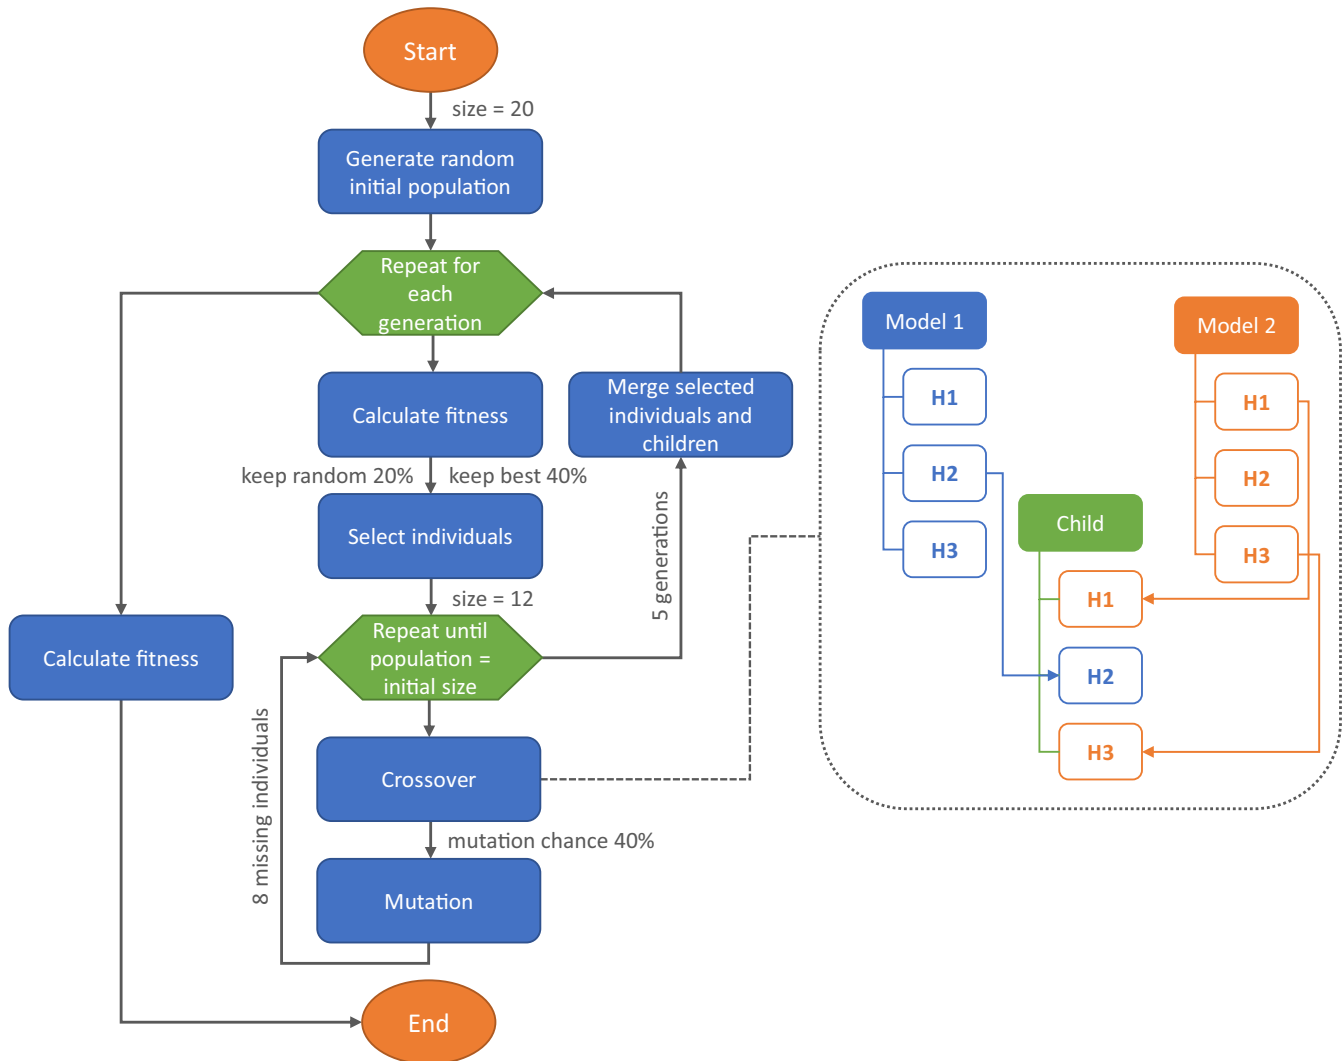 Start
size = 20
Generate random
initial population
Repeat for
each
generation
Calculate fitness
keep random 20%
keep best 40%
Select individuals
size = 12
Repeat until
population =
initial size
Crossover
mutation chance 40%
Mutation
8 missing individuals
5 generations
Merge selected
individuals and
children
Calculate fitness
End
Model 1
H1
H2
H3
Model 2
H1
H2
H3
Child
H1
H2
H3